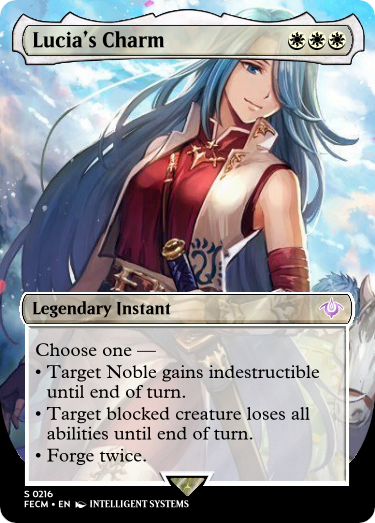 Lucia's Charm
Legendary Instant
Choose one —
• Target Noble gains indestructible
until end of turn.
• Target blocked creature loses all
abilities until end of turn.
• Forge twice.
S 0216
FECM • EN INTELLIGENT SYSTEMS